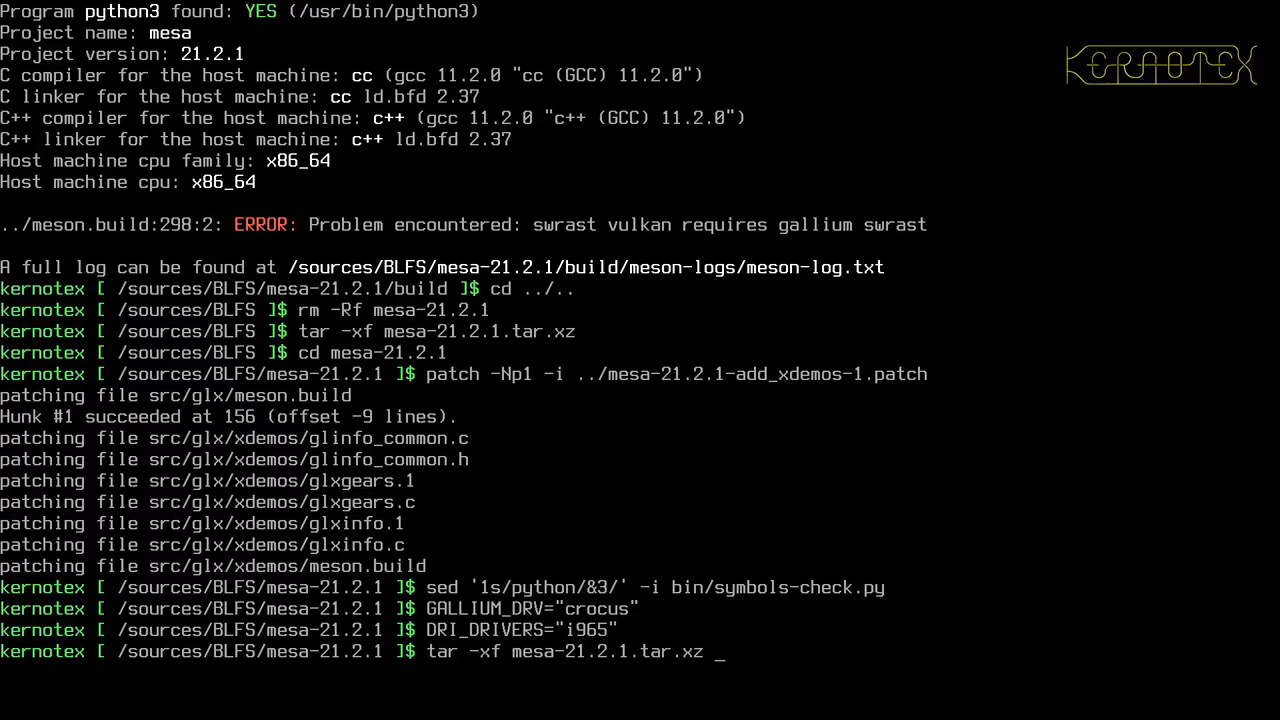 Program python3 found: YES (/usr/bin/python3)
Project name: mesa
Project version: 21.2.1
C compiler for the host machine: cc (gcc 11.2.0 "cc (GCC) 11.2.0")
C linker for the host machine: cc ld.bfd 2.37
C++ compiler for the host machine: c++ (gcc 11.2.0 "c++ (GCC) 11.2.0")
C++ linker for the host machine: c++ ld.bfd 2.37
Host machine cpu family: x86_64
Host machine cpu: x86_64
KERNOTEX
../meson.build:298:2: ERROR: Problem encountered: swrast vulkan requires gallium swrast
A full log can be found at /sources/BLFS/mesa-21.2.1/build/meson-logs/meson-log.txt
kernotex [ /sources/BLFS/mesa-21.2.1/build ]$ cd ../..
kernotex [ /sources/BLFS ]$ rm -Rf mesa-21.2.1
kernotex [ /sources/BLFS ]$ tar -xf mesa-21.2.1.tar.xz
kernotex [ /sources/BLFS ]$ cd mesa-21.2.1
kernotex [ /sources/BLFS/mesa-21.2.1 ]$ patch -Np1 -i ../mesa-21.2.1-add_xdemos-1.patch
patching file src/glx/meson.build
Hunk #1 succeeded at 156 (offset -9 lines).
patching file src/glx/xdemos/glinfo_common.c
patching file src/glx/xdemos/glinfo_common.h
patching file src/glx/xdemos/glxgears.1
patching file src/glx/xdemos/glxgears.c
patching file src/glx/xdemos/glxinfo.1
patching file src/glx/xdemos/glxinfo.c
patching file src/glx/xdemos/meson.build
kernotex [ /sources/BLFS/mesa-21.2.1 ]$ sed '1s/python/&3/' -i bin/symbols-check.py
kernotex [ /sources/BLFS/mesa-21.2.1 ]$ GALLIUM_DRV="crocus"
kernotex [ /sources/BLFS/mesa-21.2.1 ]$ DRI_DRIVERS="i965"
kernotex [ /sources/BLFS/mesa-21.2.1 ]$ tar -xf mesa-21.2.1.tar.xz _